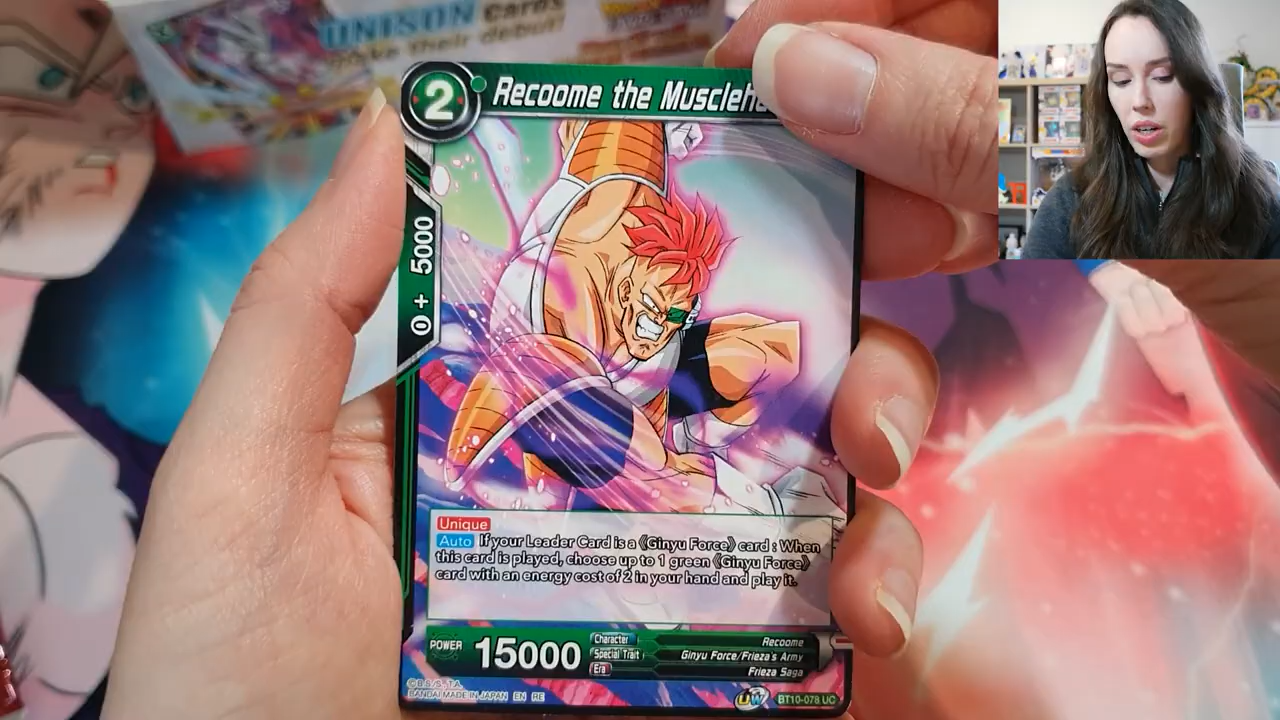 UNISON Cards
their debut!
2
Recoome the Muscleh
0 + 5000
Unique
Auto If your Leader Card is a 《Ginyu Force》 card : When
this card is played, choose up to 1 green 《Ginyu Force》
card with an energy cost of 2 in your hand and play it.
POWER 15000
Character Recoome
Special Trait Ginyu Force/Frieza's Army
Era Frieza Saga
©B.S./S.,T.A.
BANDAI MADE IN JAPAN EN RE
UW BT10-078 UC